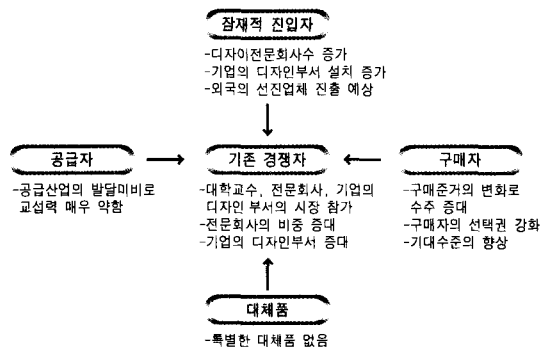 잠재적 진입자
-디자이전문회사수 증가
-기업의 디자인부서 설치 증가
-외국의 선진업체 진출 예상
공급자
-공급산업의 발달미비로
교섭력 매우 약함
기존 경쟁자
-대학교수, 전문회사, 기업의
디자인 부서의 시장 참가
-전문회사의 비중 증대
-기업의 디자인부서 증대
구매자
-구매준거의 변화로
수주 증대
-구매자의 선택권 강화
-기대수준의 향상
대체품
-특별한 대체품 없음